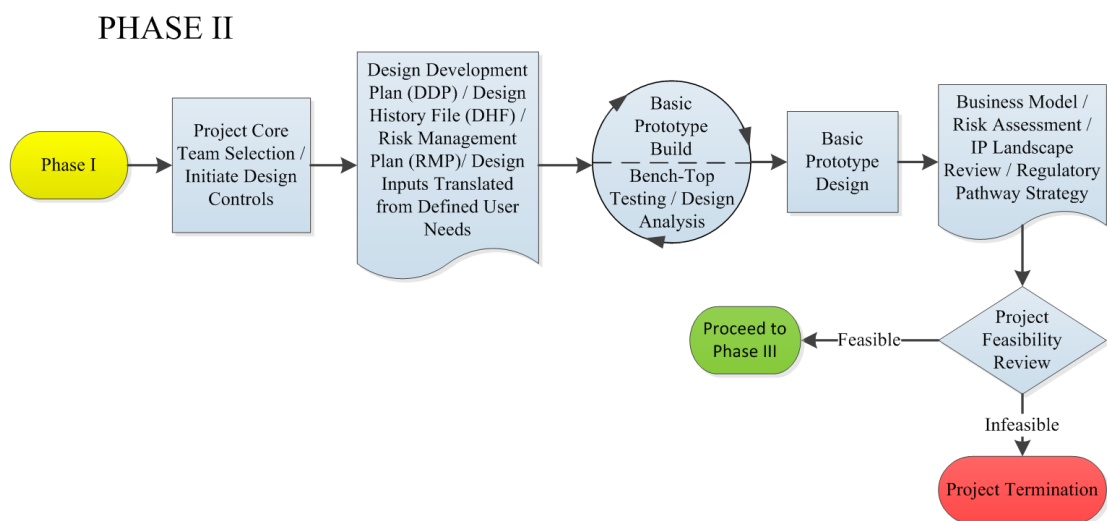 PHASE II
Phase I
Project Core
Team Selection /
Initiate Design
Controls
Design Development
Plan (DDP) / Design
History File (DHF) /
Risk Management
Plan (RMP)/ Design
Inputs Translated
from Defined User
Needs
Basic
Prototype
Build
Bench-Top
Testing / Design
Analysis
Basic
Prototype
Design
Business Model /
Risk Assessment /
IP Landscape
Review / Regulatory
Pathway Strategy
Project
Feasibility
Review
Feasible
Proceed to
Phase III
Infeasible
Project Termination